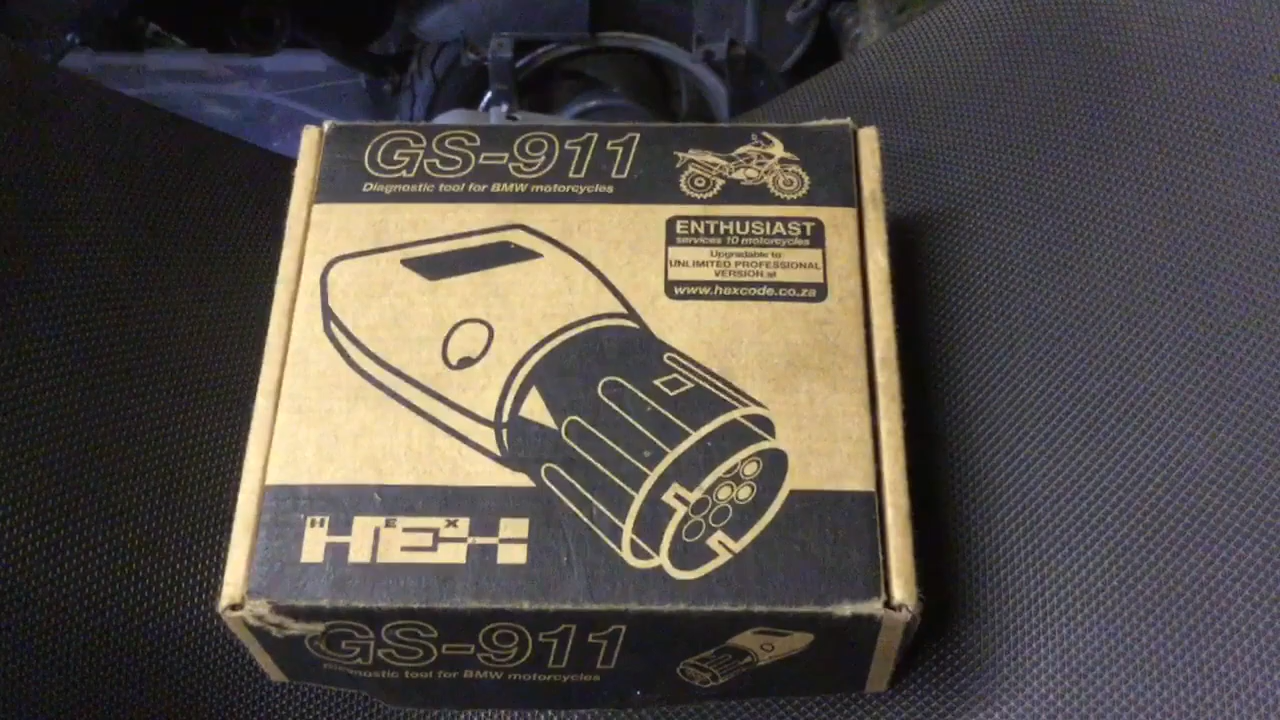 GS-911
Diagnostic tool for BMW motorcycles
ENTHUSIAST
services 10 motorcycles
Upgradable to
UNLIMITED PROFESSIONAL
VERSION at
www.hexcode.co.za
HEX
H E X
GS-911
Diagnostic tool for BMW motorcycles